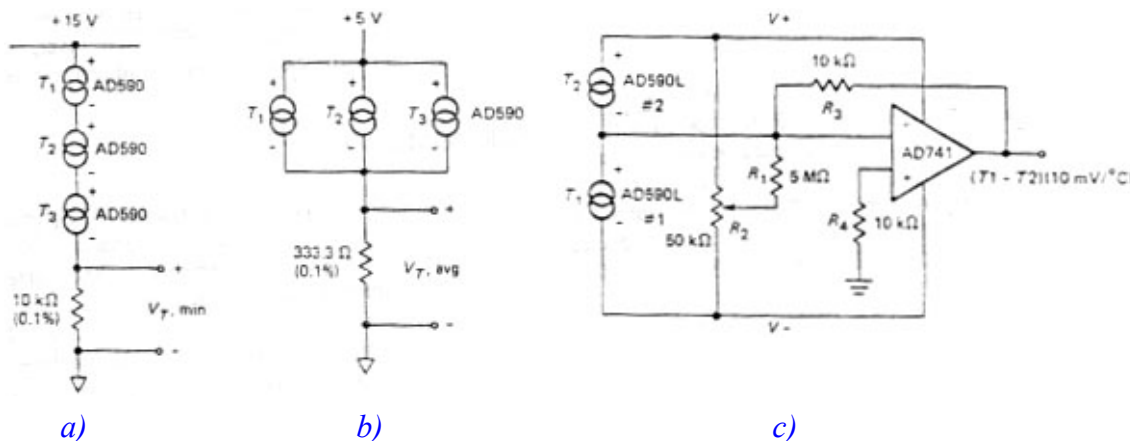 +15 V
T1
AD590
T2
AD590
T3
AD590
10 kΩ
(0.1%)
VT, min
+
-
a)
+5 V
T1
T2
T3
AD590
333.3 Ω
(0.1%)
VT, avg
+
-
b)
V+
T2
AD590L
#2
10 kΩ
R3
AD741
(T1 - T2)(10 mV/°C)
R1
5 MΩ
T1
AD590L
#1
R2
50 kΩ
R4
10 kΩ
V-
c)